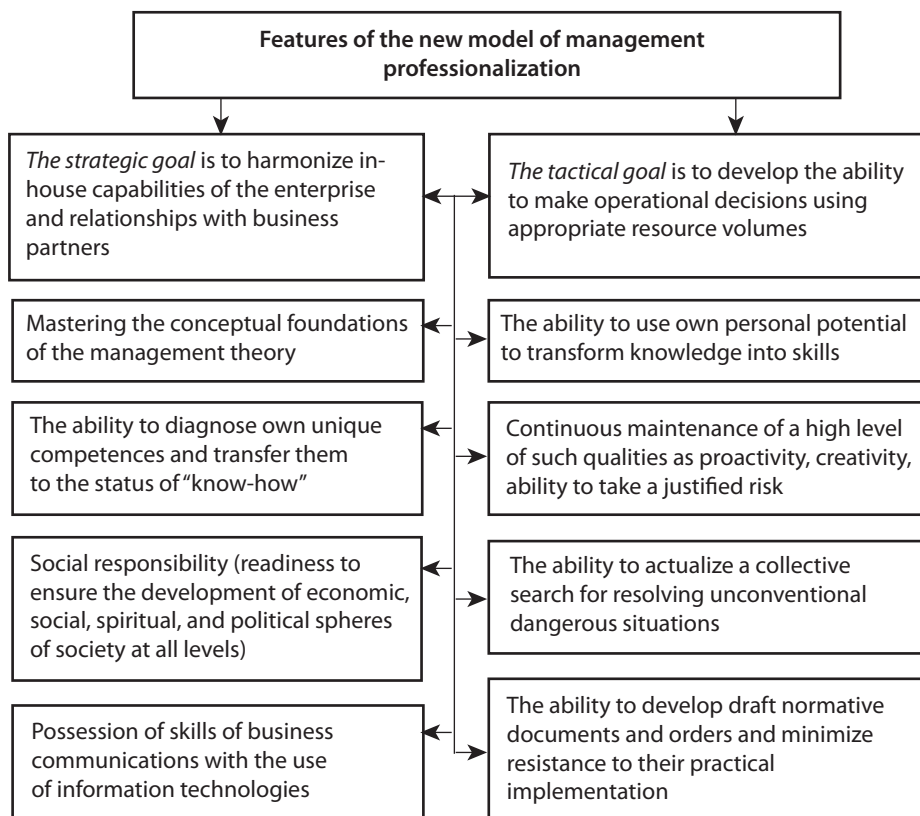 Features of the new model of management
professionalization
The strategic goal is to harmonize in-
house capabilities of the enterprise
and relationships with business
partners
The tactical goal is to develop the ability
to make operational decisions using
appropriate resource volumes
Mastering the conceptual foundations
of the management theory
The ability to use own personal potential
to transform knowledge into skills
The ability to diagnose own unique
competences and transfer them
to the status of “know-how”
Continuous maintenance of a high level
of such qualities as proactivity, creativity,
ability to take a justified risk
Social responsibility (readiness to
ensure the development of economic,
social, spiritual, and political spheres
of society at all levels)
The ability to actualize a collective
search for resolving unconventional
dangerous situations
Possession of skills of business
communications with the use
of information technologies
The ability to develop draft normative
documents and orders and minimize
resistance to their practical
implementation